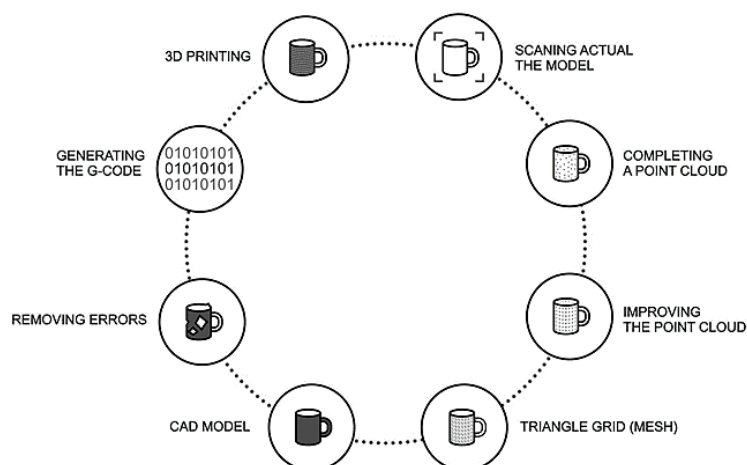 3D PRINTING
SCANING ACTUAL
THE MODEL
GENERATING
THE G-CODE
01010101
01010101
01010101
COMPLETING
A POINT CLOUD
REMOVING ERRORS
IMPROVING
THE POINT CLOUD
CAD MODEL
TRIANGLE GRID (MESH)